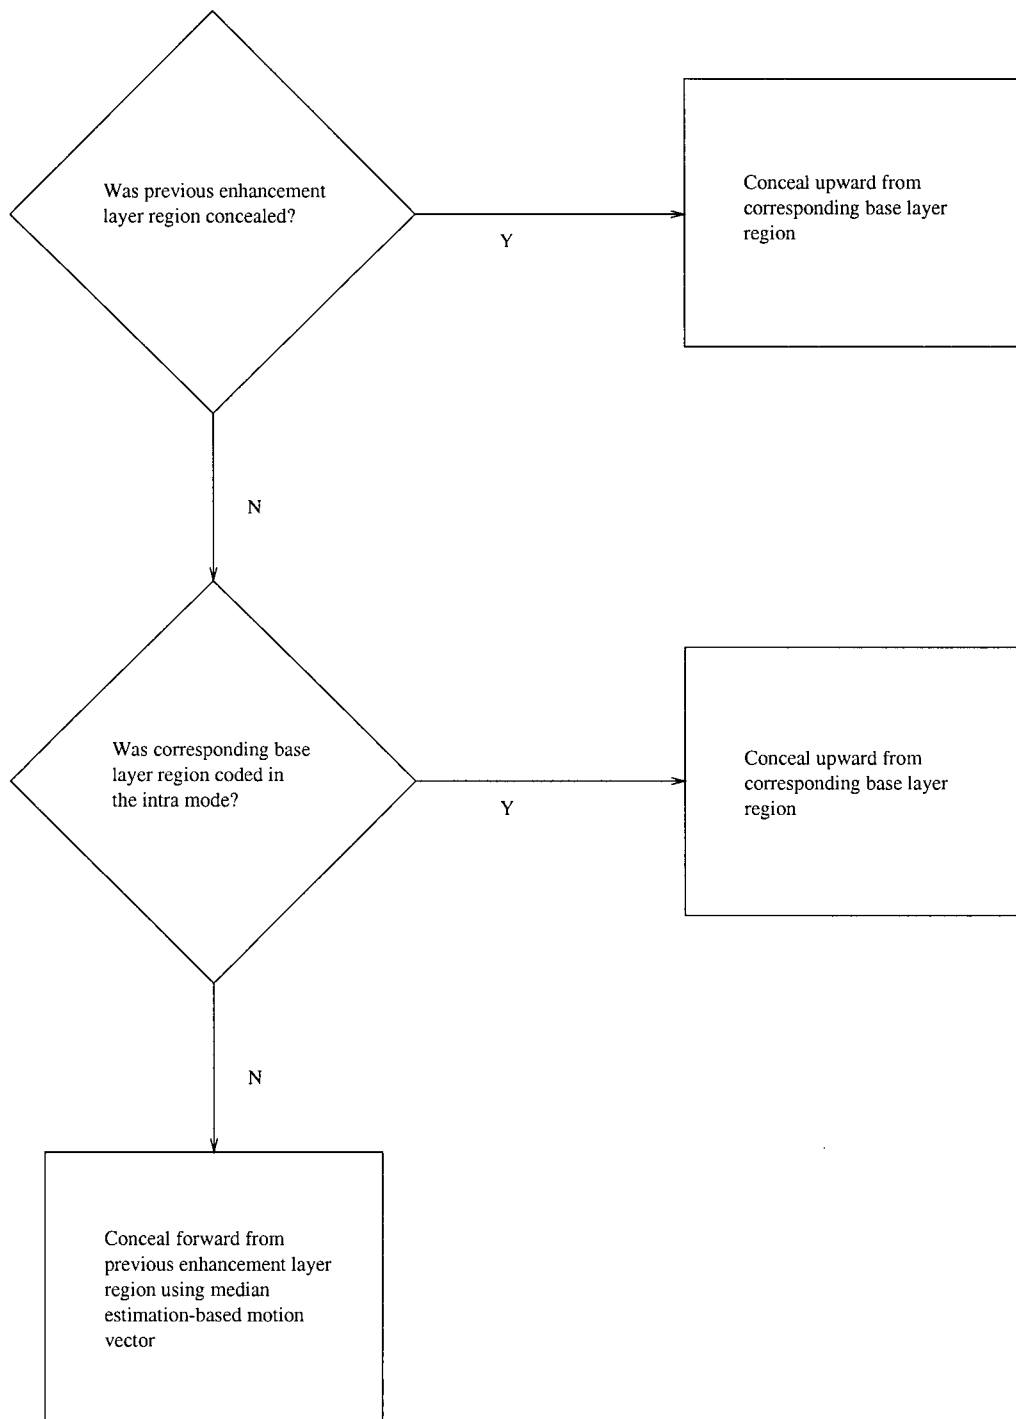 Was previous enhancement
layer region concealed?
Y
Conceal upward from
corresponding base layer
region
N
Was corresponding base
layer region coded in
the intra mode?
Y
Conceal upward from
corresponding base layer
region
N
Conceal forward from
previous enhancement layer
region using median
estimation-based motion
vector